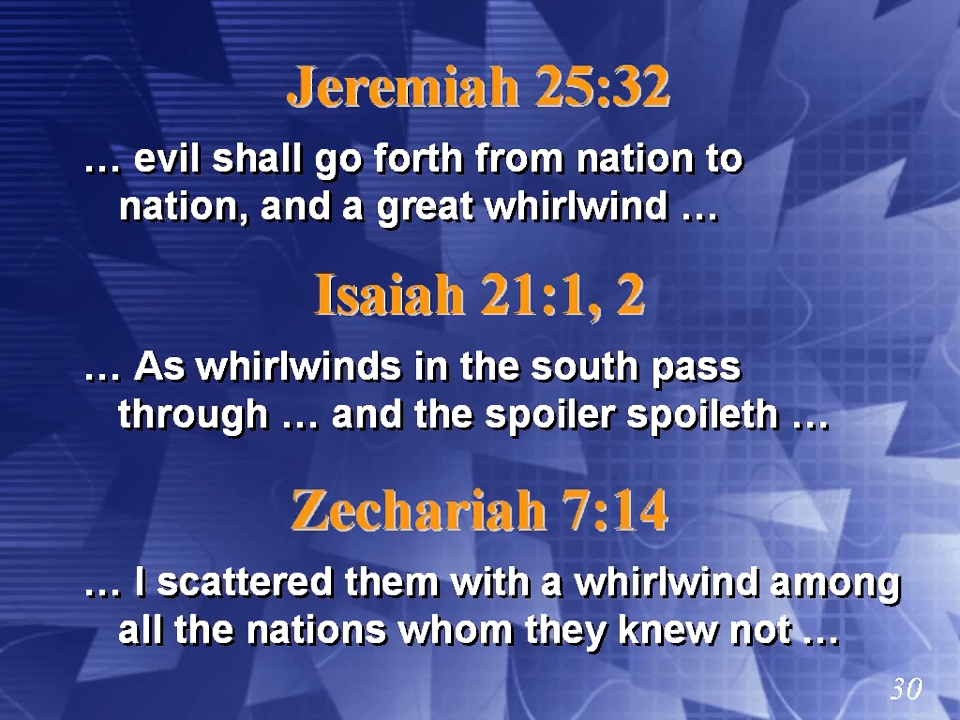 Jeremiah 25:32
… evil shall go forth from nation to
nation, and a great whirlwind …
Isaiah 21:1, 2
… As whirlwinds in the south pass
through … and the spoiler spoileth …
Zechariah 7:14
… I scattered them with a whirlwind among
all the nations whom they knew not …
30